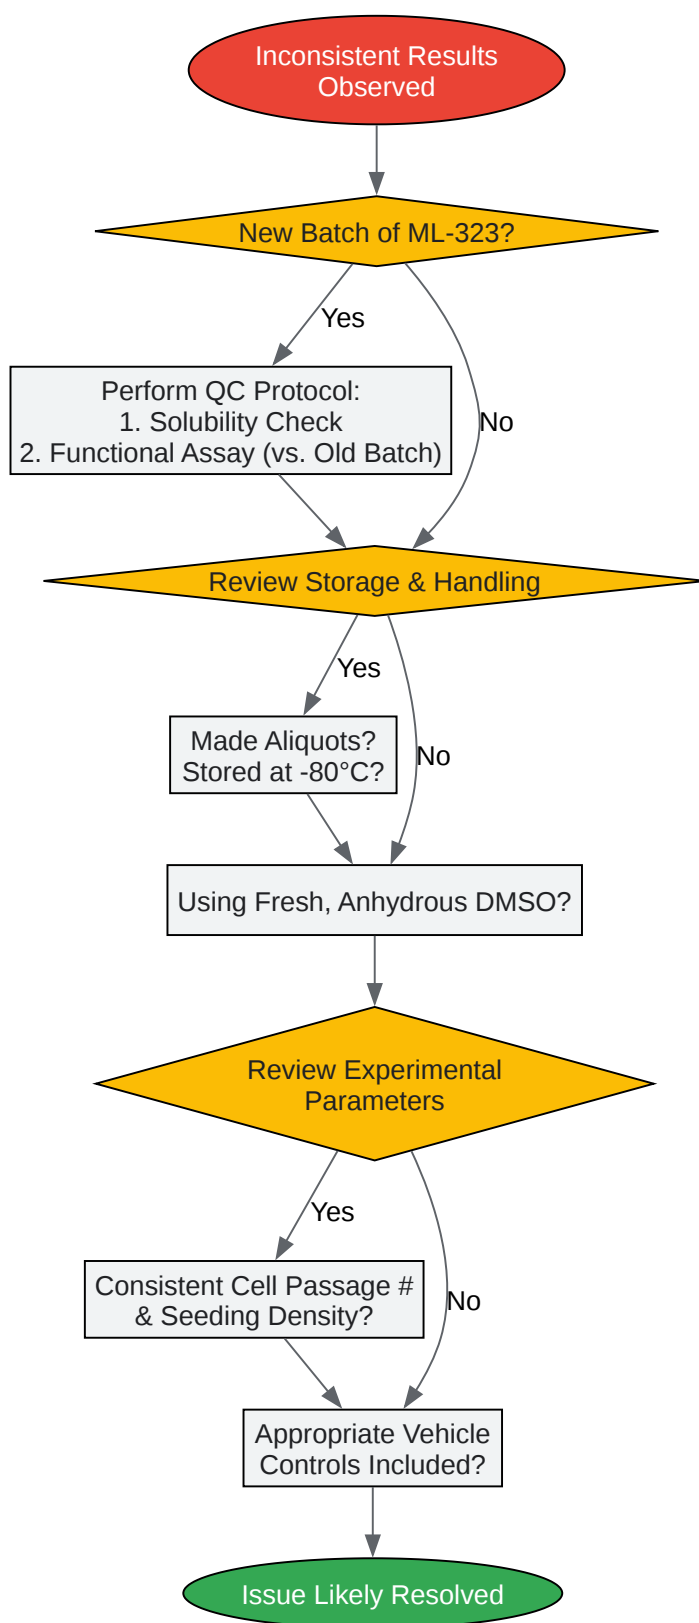 Inconsistent Results
Observed
New Batch of ML-323?
Yes
Perform QC Protocol:
1. Solubility Check
2. Functional Assay (vs. Old Batch)
No
Review Storage & Handling
Yes
Made Aliquots?
Stored at -80°C?
No
Using Fresh, Anhydrous DMSO?
Review Experimental
Parameters
Yes
Consistent Cell Passage #
& Seeding Density?
No
Appropriate Vehicle
Controls Included?
Issue Likely Resolved